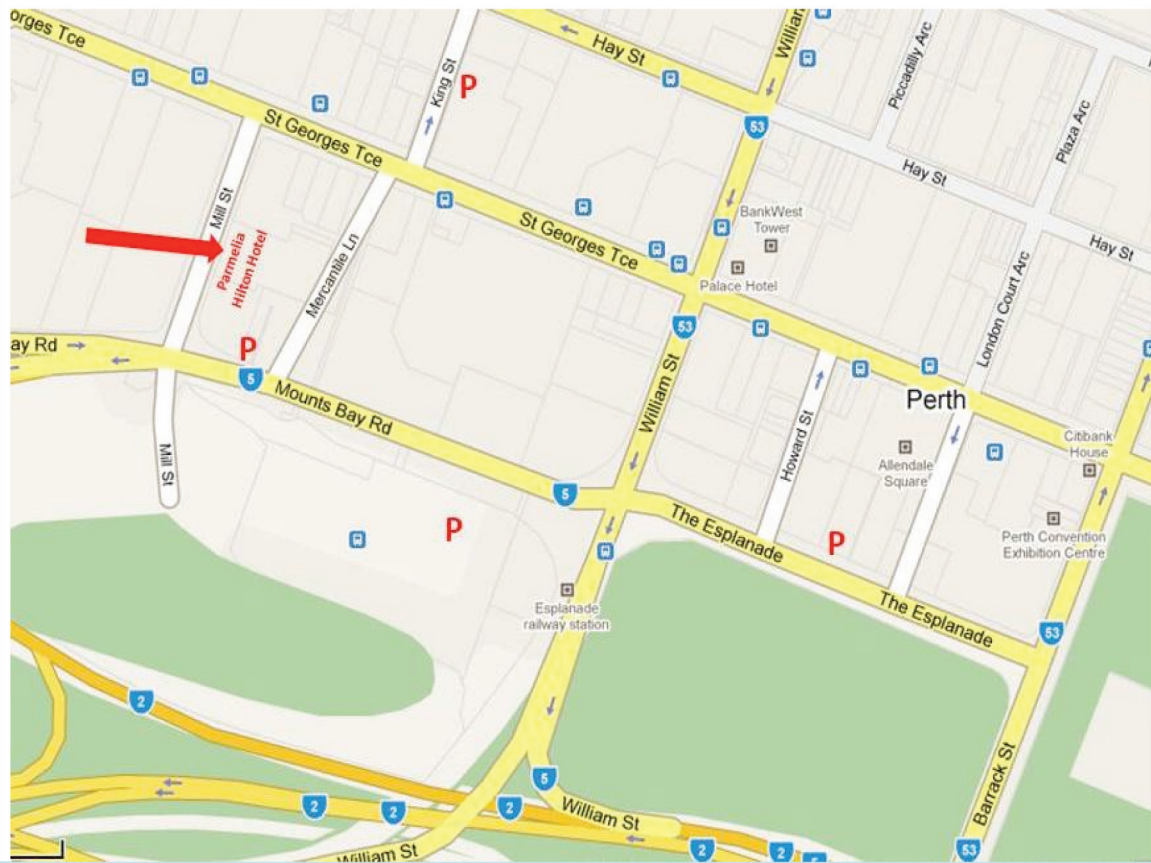 orges Tce
Hay St
William
Piccadilly Arc
Plaza Arc
King St
P
53
St Georges Tce
Hay St
Mill St
BankWest
Tower
St Georges Tce
Hay St
Parmelia
Hilton Hotel
Mercantile Ln
Palace Hotel
London Court Arc
53
ay Rd
P
5
William St
Mounts Bay Rd
Perth
Howard St
Citibank
House
Allendale
Square
Mill St
5
P
The Esplanade
P
Perth Convention
Exhibition Centre
Esplanade
railway station
The Esplanade
53
2
5
Barrack St
2
2
2
William St
2
2
William St
53
5